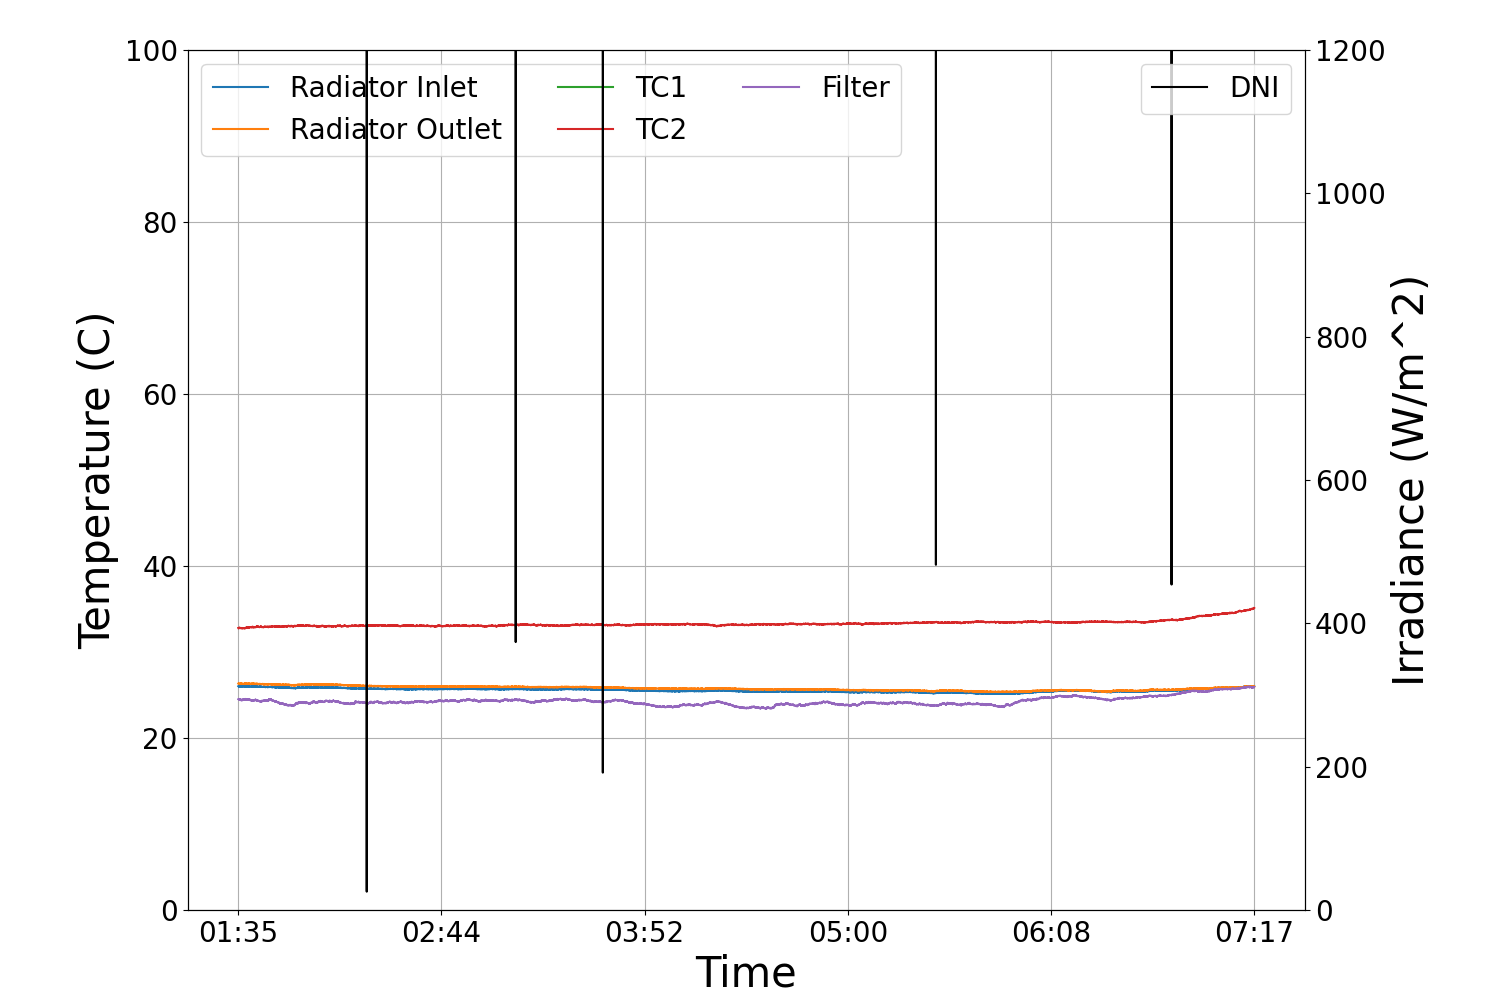 100
80
60
40
20
0
Temperature (C)
Radiator Inlet
Radiator Outlet
TC1
TC2
Filter
DNI
1200
1000
800
600
400
200
0
Irradiance (W/m^2)
01:35 02:44 03:52 05:00 06:08 07:17
Time